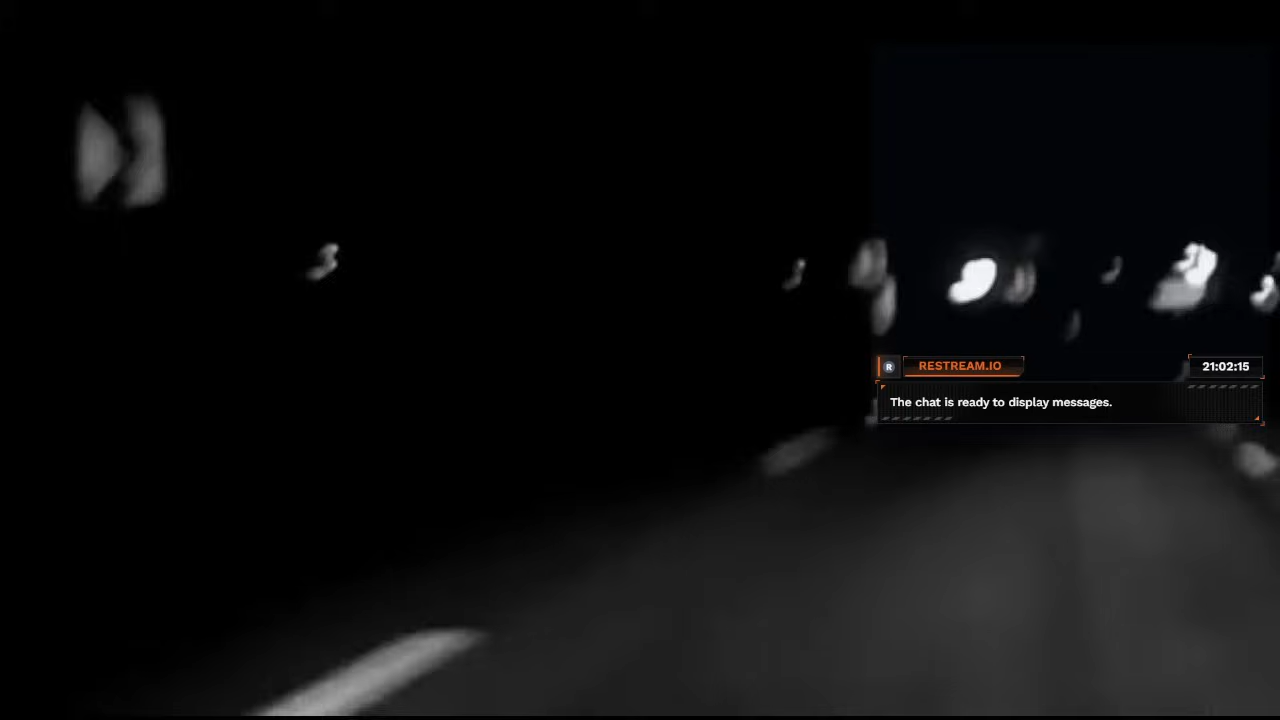 R RESTREAM.IO 21:02:15
The chat is ready to display messages.